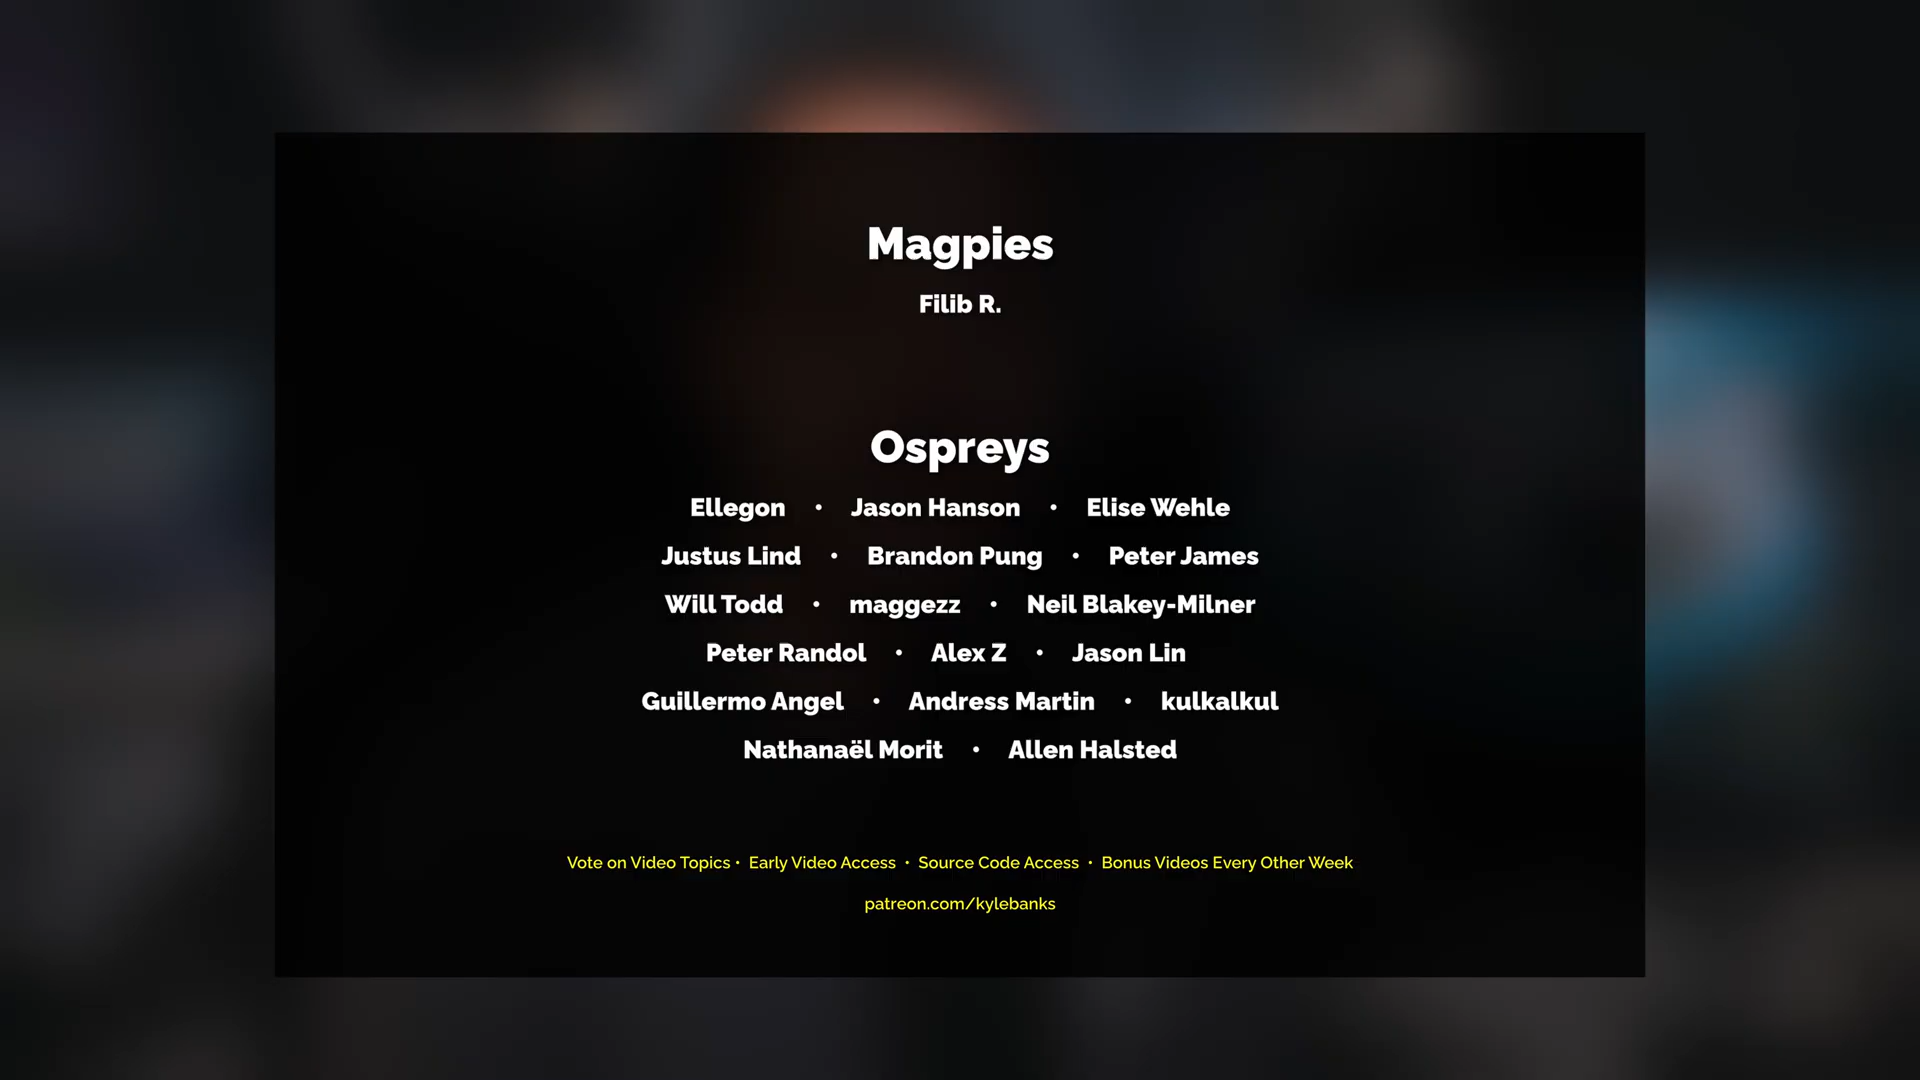 Magpies
Filib R.
Ospreys
Ellegon • Jason Hanson • Elise Wehle
Justus Lind • Brandon Pung • Peter James
Will Todd • maggezz • Neil Blakey-Milner
Peter Randol • Alex Z • Jason Lin
Guillermo Angel • Andress Martin • kulkalkul
Nathanaël Morit • Allen Halsted
Vote on Video Topics • Early Video Access • Source Code Access • Bonus Videos Every Other Week
patreon.com/kylebanks